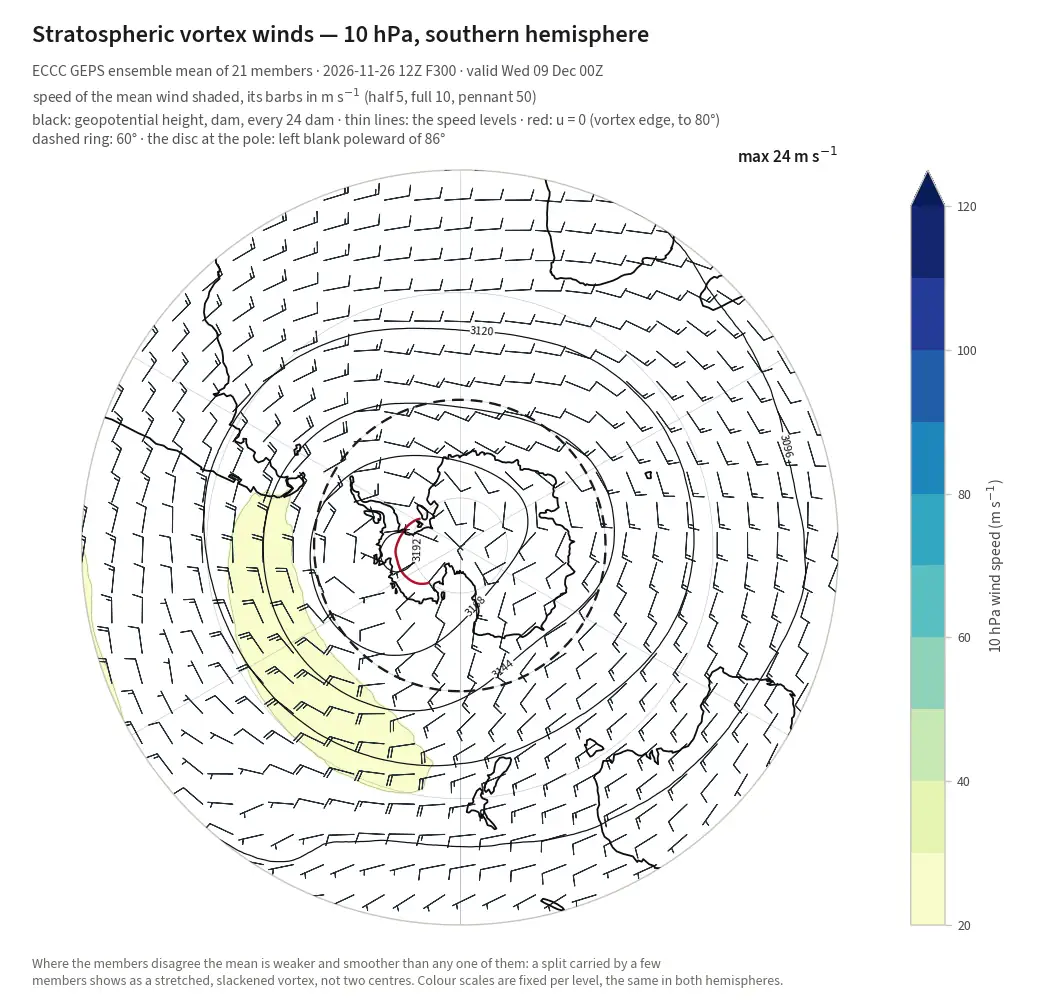 Stratospheric vortex winds — 10 hPa, southern hemisphere
ECCC GEPS ensemble mean of 21 members · 2026-11-26 12Z F300 · valid Wed 09 Dec 00Z
speed of the mean wind shaded, its barbs in m s⁻¹ (half 5, full 10, pennant 50)
black: geopotential height, dam, every 24 dam · thin lines: the speed levels · red: u = 0 (vortex edge, to 80°)
dashed ring: 60° · the disc at the pole: left blank poleward of 86°
max 24 m s⁻¹
3120
3096
3192
3168
3144
120
100
80
60
40
20
10 hPa wind speed (m s⁻¹)
Where the members disagree the mean is weaker and smoother than any one of them: a split carried by a few
members shows as a stretched, slackened vortex, not two centres. Colour scales are fixed per level, the same in both hemispheres.